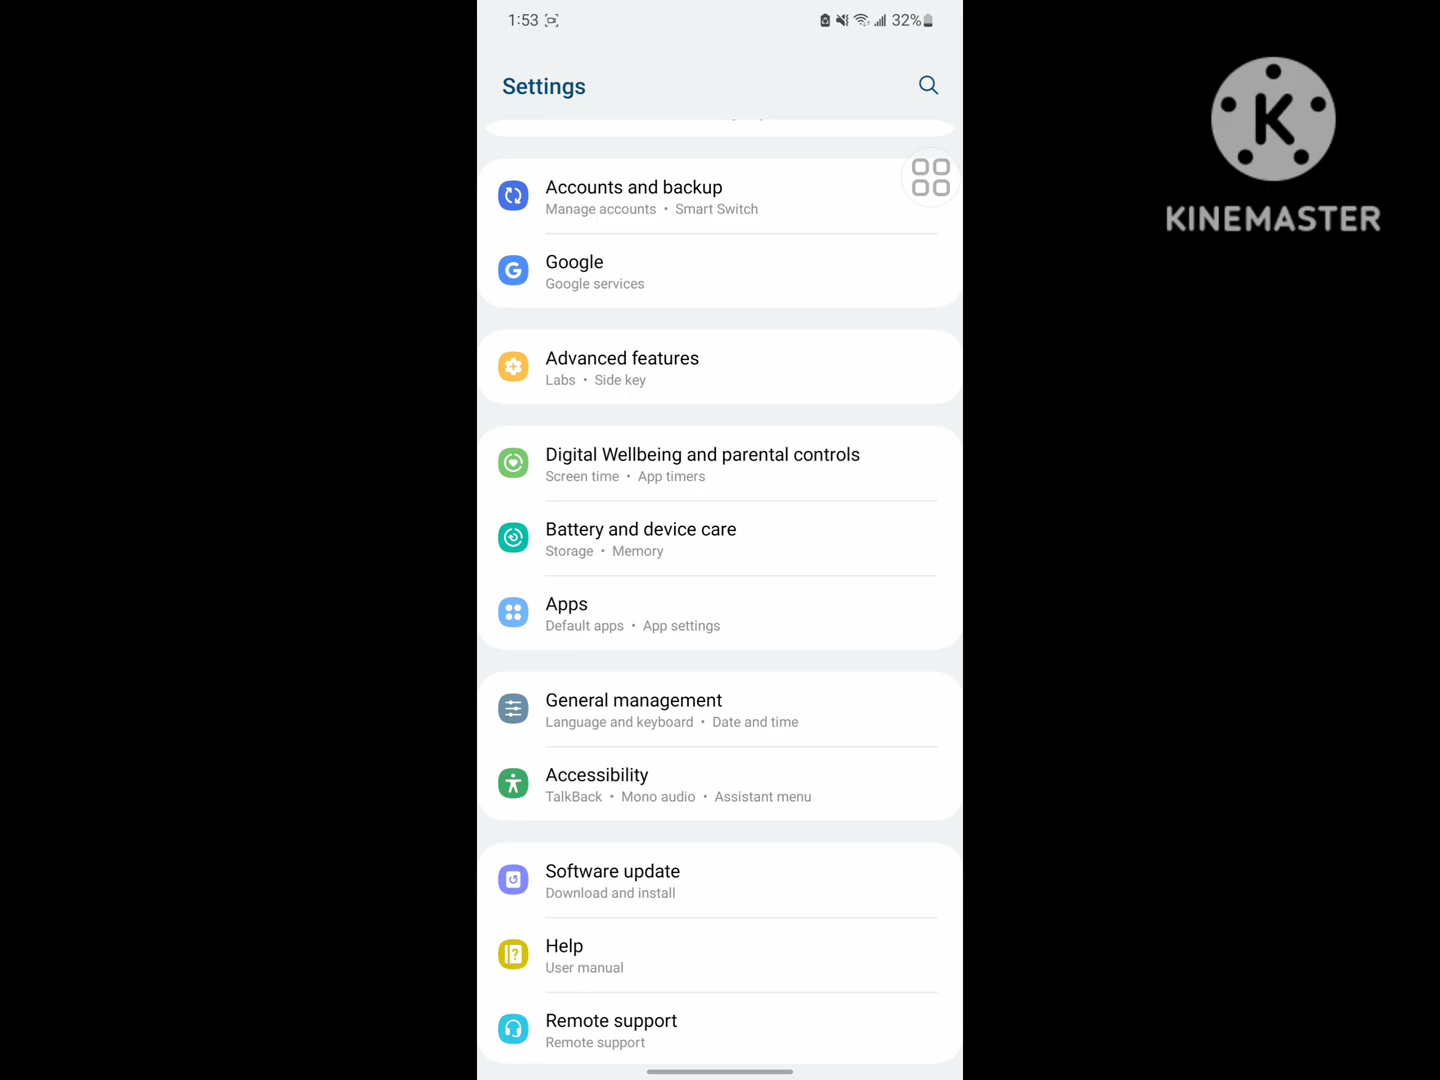 1:53
32%
Settings
Accounts and backup
Manage accounts • Smart Switch
Google
Google services
Advanced features
Labs • Side key
Digital Wellbeing and parental controls
Screen time • App timers
Battery and device care
Storage • Memory
Apps
Default apps • App settings
General management
Language and keyboard • Date and time
Accessibility
TalkBack • Mono audio • Assistant menu
Software update
Download and install
Help
User manual
Remote support
Remote support
K
KINEMASTER